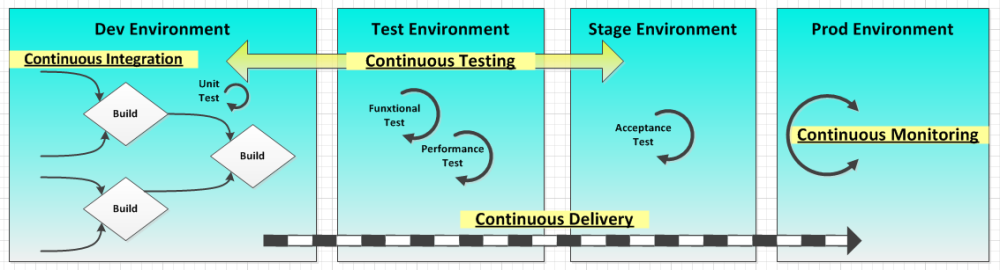 Dev Environment
Test Environment
Stage Environment
Prod Environment
Continuous Integration
Continuous Testing
Unit
Test
Build
Build
Build
Funxtional
Test
Performance
Test
Acceptance
Test
Continuous Monitoring
Continuous Delivery